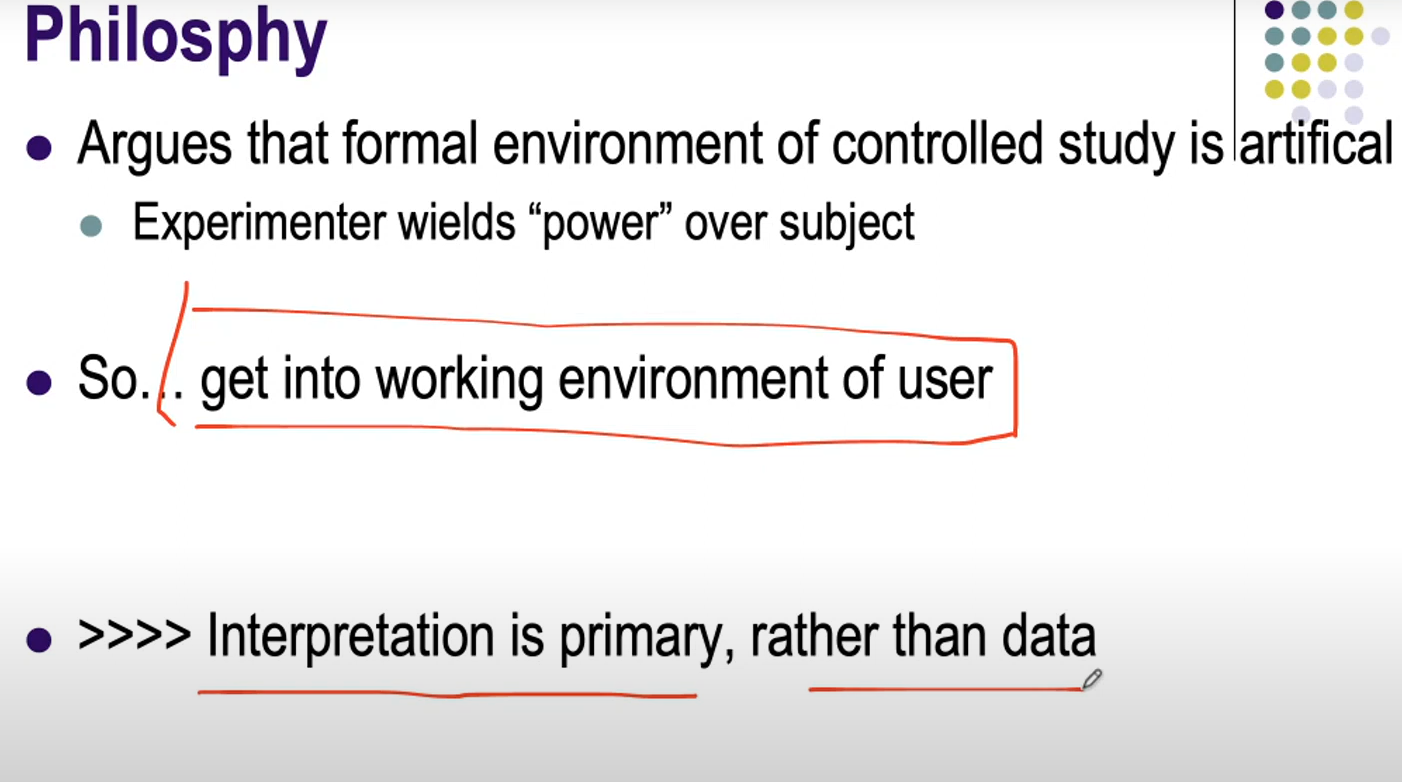 Philosphy
Argues that formal environment of controlled study is artifical
Experimenter wields “power” over subject
So… get into working environment of user
>>>> Interpretation is primary, rather than data